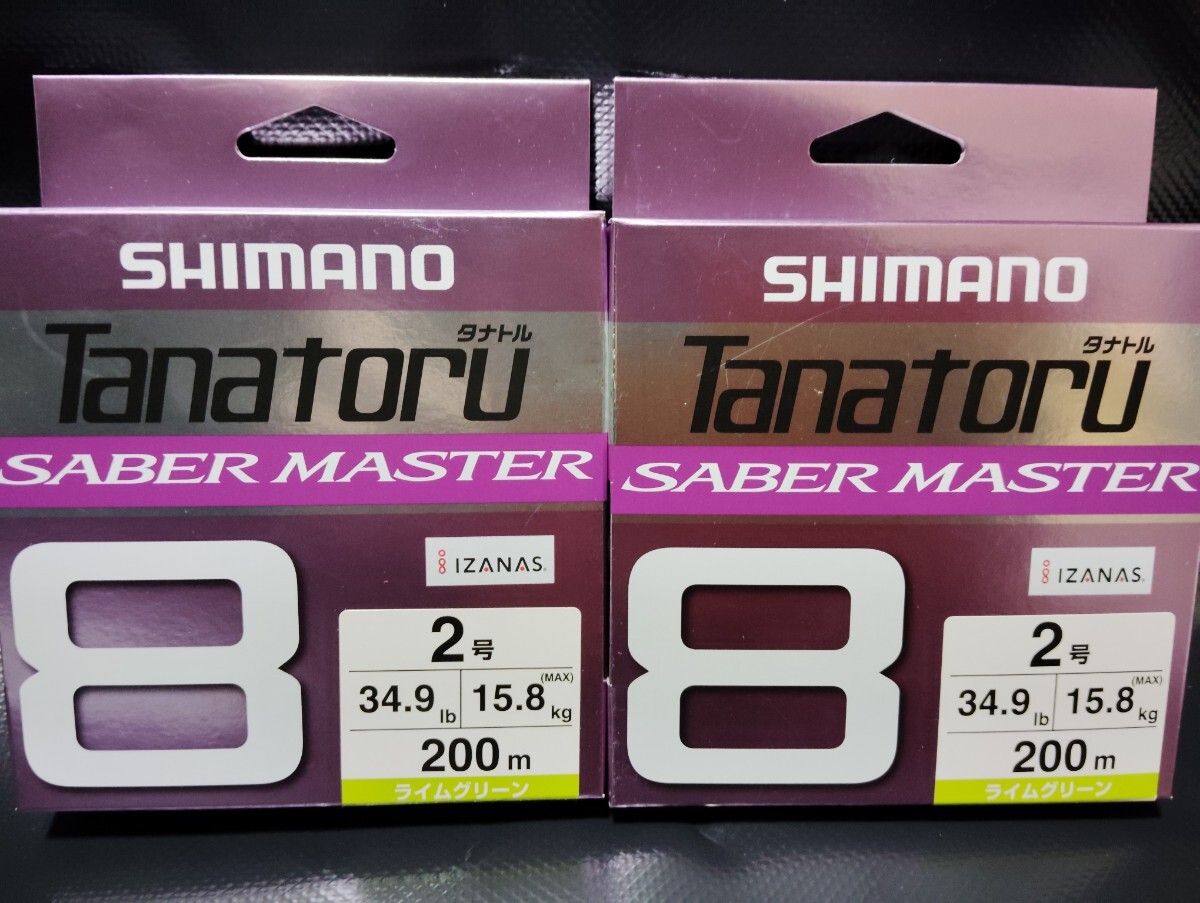 SHIMANO
タナトル
Tanatoru
SABER MASTER
8
IZANAS
2号
34.9 lb 15.8 kg (MAX)
200 m
ライムグリーン
SHIMANO
タナトル
Tanatoru
SABER MASTER
8
IZANAS
2号
34.9 lb 15.8 kg (MAX)
200 m
ライムグリーン